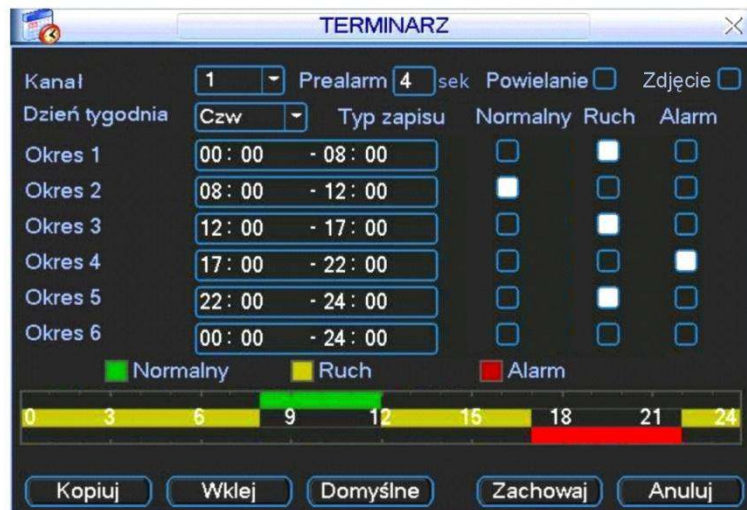 TERMINARZ
Kanał 1 Prealarm 4 sek Powielanie Zdjęcie
Dzień tygodnia Czw Typ zapisu Normalny Ruch Alarm
Okres 1 00:00 - 08:00
Okres 2 08:00 - 12:00
Okres 3 12:00 - 17:00
Okres 4 17:00 - 22:00
Okres 5 22:00 - 24:00
Okres 6 00:00 - 24:00
Normalny Ruch Alarm
0 3 6 9 12 15 18 21 24
Kopiuj Wklej Domyślne Zachowaj Anuluj